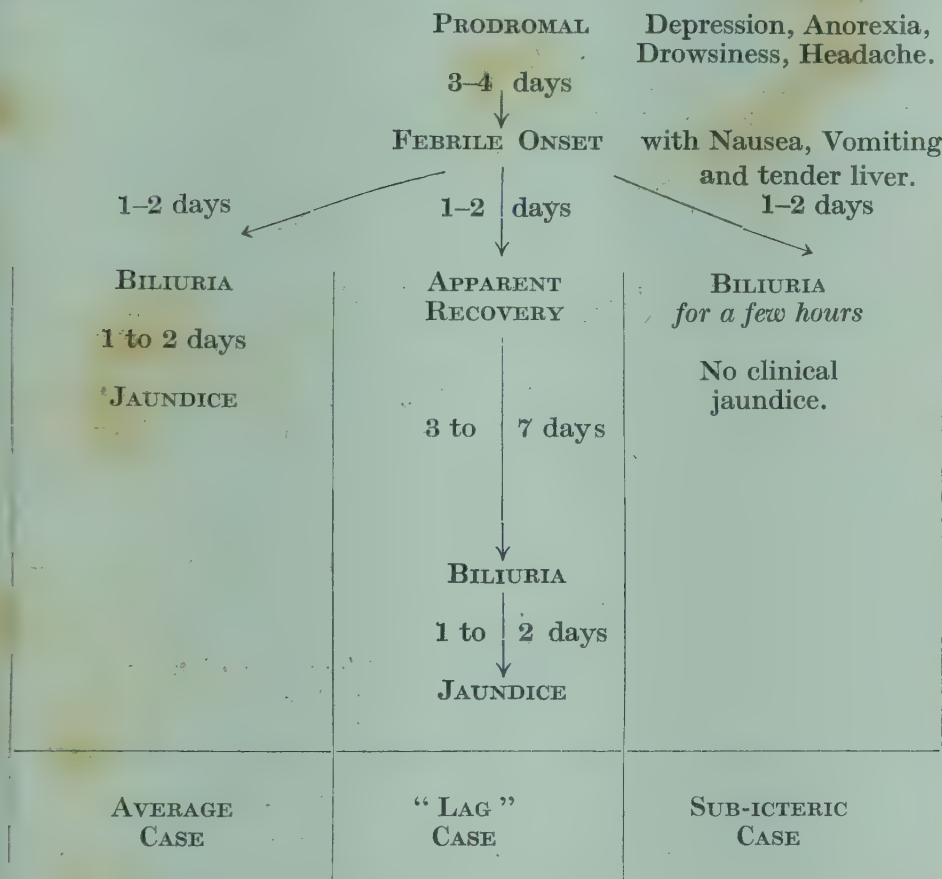 PRODROMAL
Depression, Anorexia,
Drowsiness, Headache.
3–4 days
FEBRILE ONSET
with Nausea, Vomiting
and tender liver.
1–2 days
1–2 days
1–2 days
BILIURIA
1 to 2 days
JAUNDICE
APPARENT
RECOVERY
3 to 7 days
BILIURIA
1 to 2 days
JAUNDICE
BILIURIA
for a few hours
No clinical
jaundice.
AVERAGE
CASE
“ LAG ”
CASE
SUB-ICTERIC
CASE